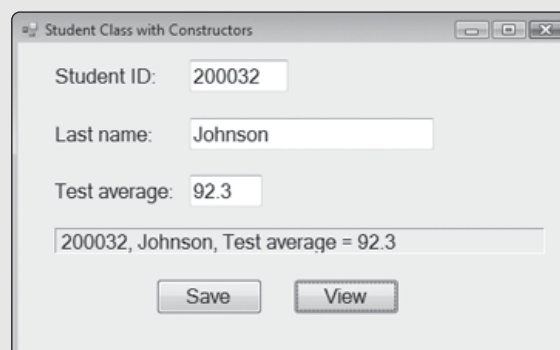 Student Class with Constructors
Student ID: 200032
Last name: Johnson
Test average: 92.3
200032, Johnson, Test average = 92.3
Save View